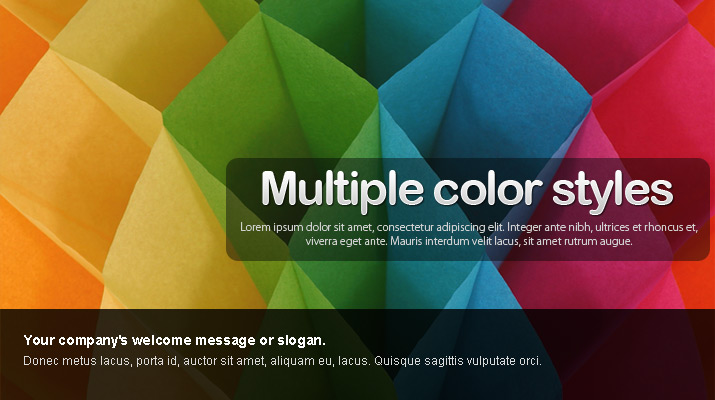 Multiple color styles
Lorem ipsum dolor sit amet, consectetur adipiscing elit. Integer ante nibh, ultrices et rhoncus et,
viverra eget ante. Mauris interdum velit lacus, sit amet rutrum augue.
Your company's welcome message or slogan.
Donec metus lacus, porta id, auctor sit amet, aliquam eu, lacus. Quisque sagittis vulputate orci.